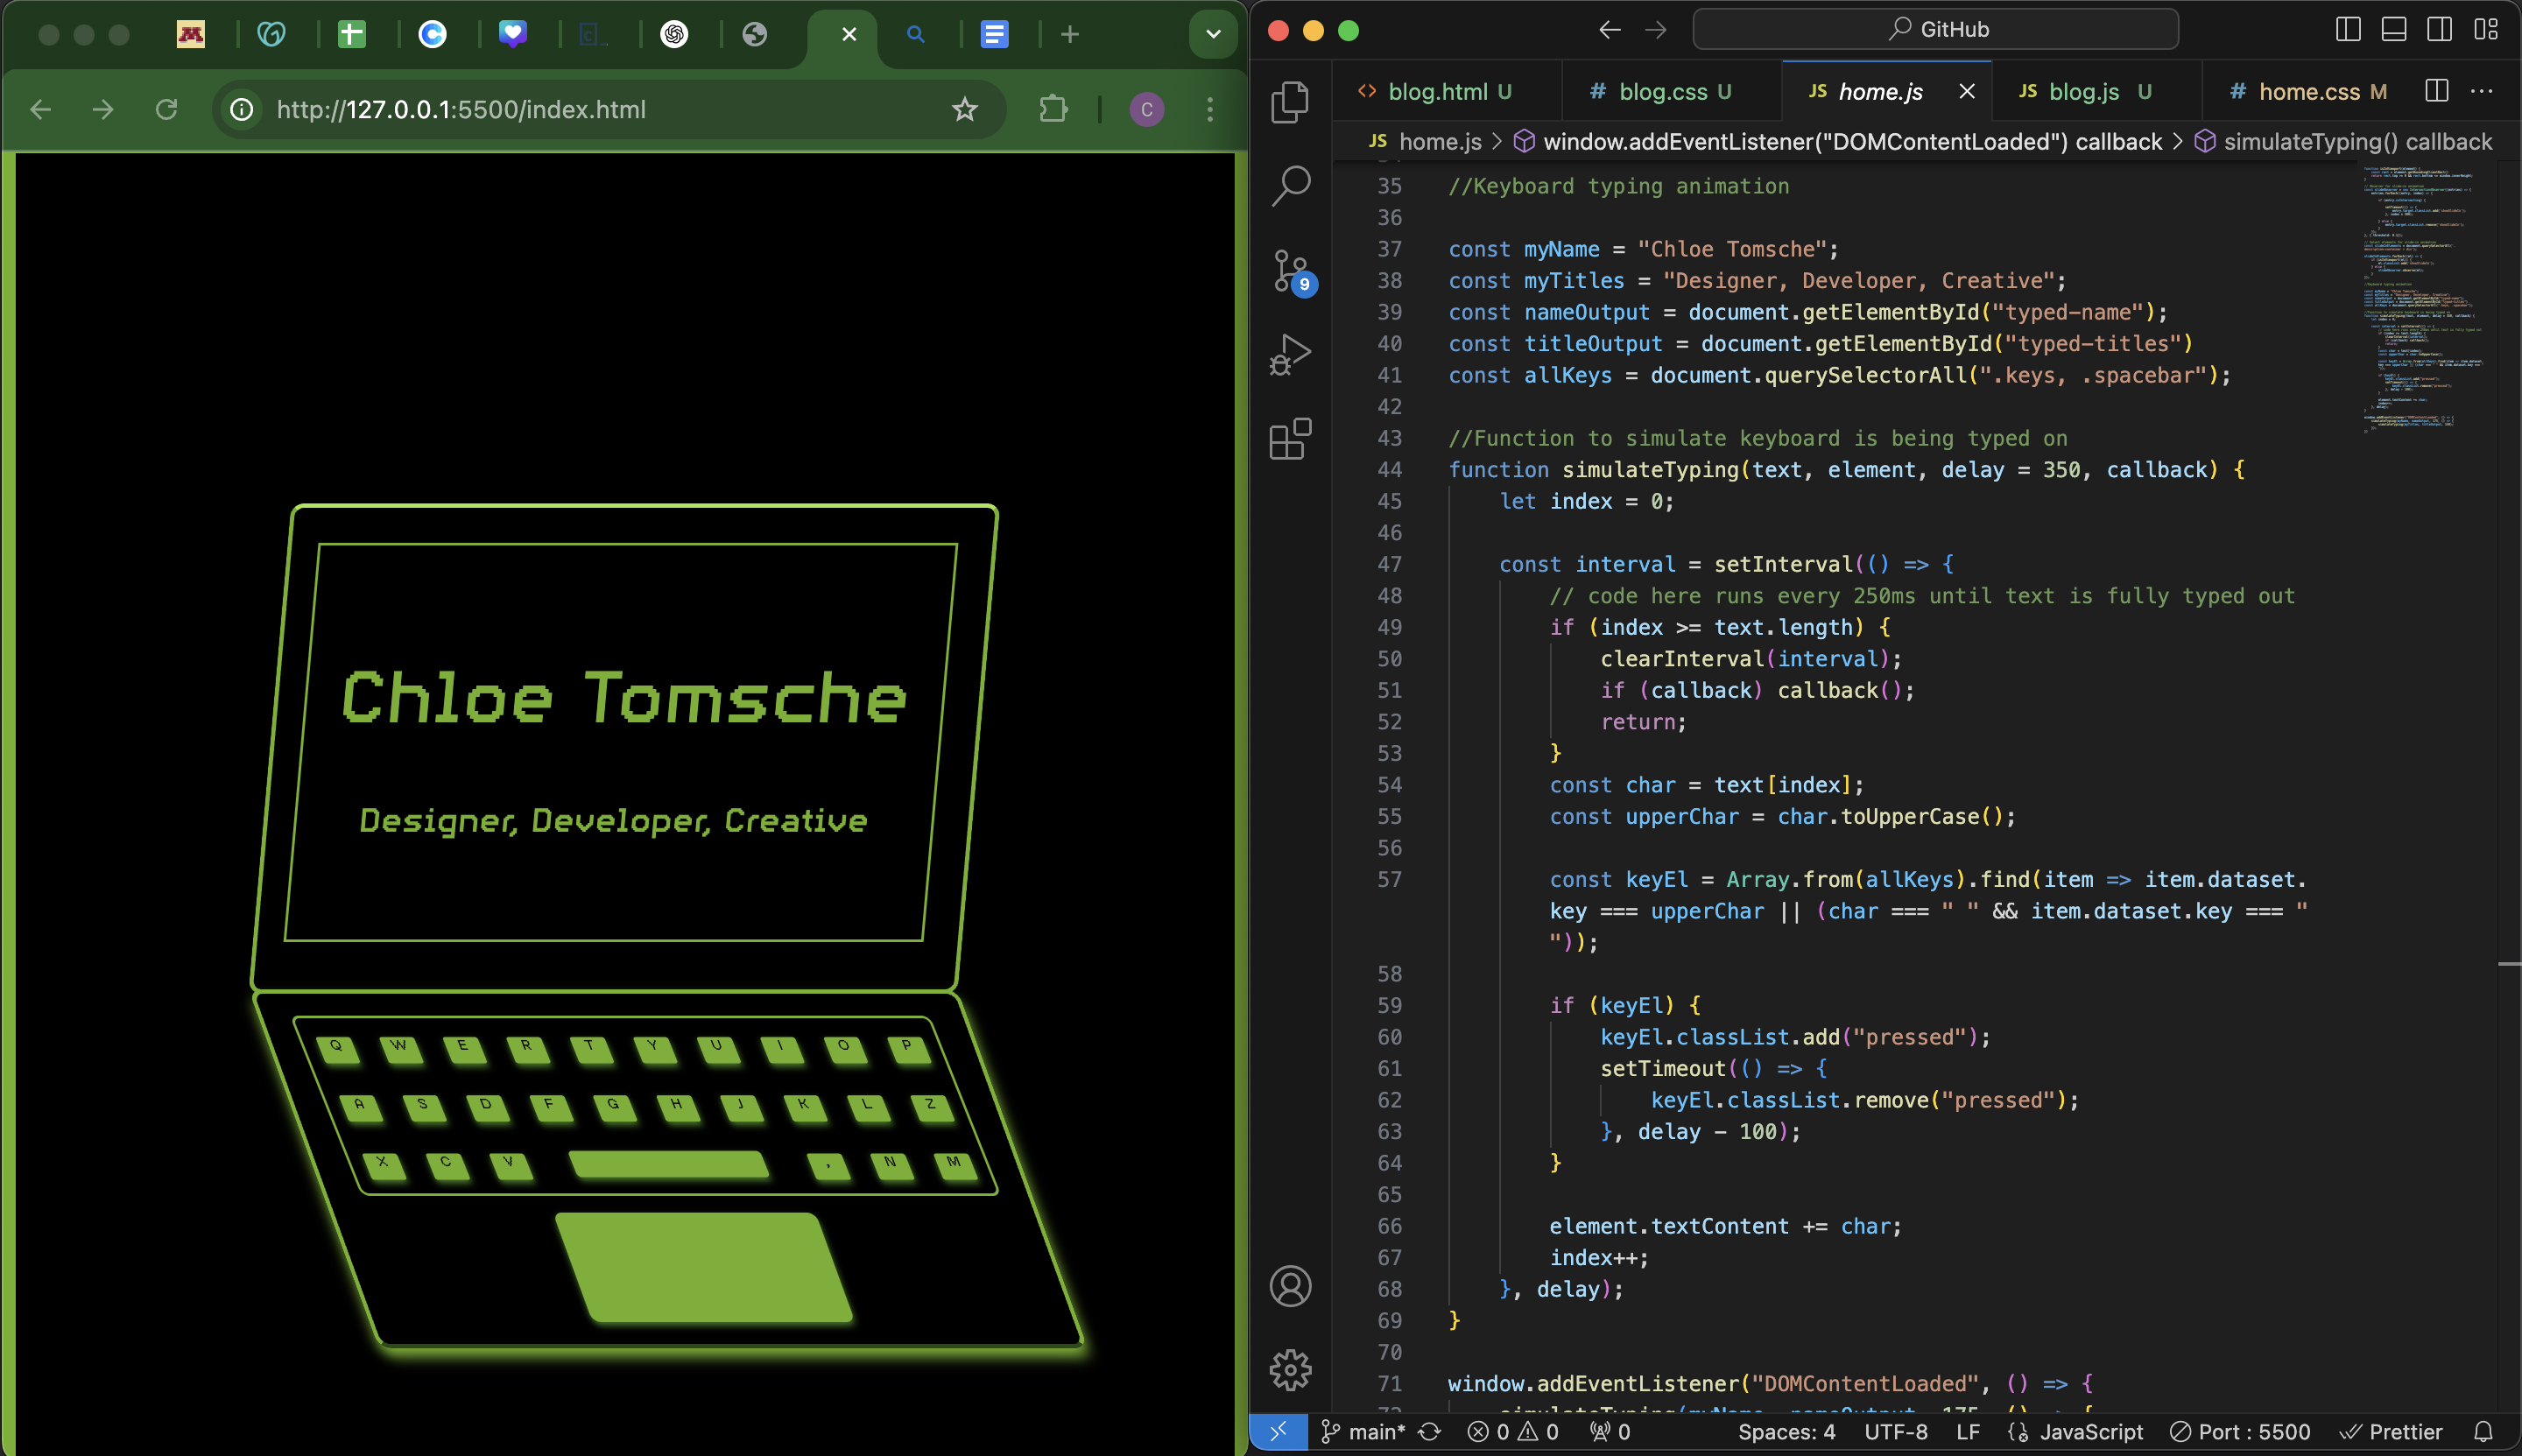 http://127.0.0.1:5500/index.html
C
Chloe Tomsche
Designer, Developer, Creative
Q W E R T Y U I O P
A S D F G H J K L Z
X C V , N M
GitHub
blog.html U
# blog.css U
JS home.js
JS blog.js U
# home.css M
JS home.js > window.addEventListener("DOMContentLoaded") callback > simulateTyping() callback
9
35 //Keyboard typing animation
36
37 const myName = "Chloe Tomsche";
38 const myTitles = "Designer, Developer, Creative";
39 const nameOutput = document.getElementById("typed-name");
40 const titleOutput = document.getElementById("typed-titles")
41 const allKeys = document.querySelectorAll(".keys, .spacebar");
42
43 //Function to simulate keyboard is being typed on
44 function simulateTyping(text, element, delay = 350, callback) {
45 let index = 0;
46
47 const interval = setInterval(() => {
48 // code here runs every 250ms until text is fully typed out
49 if (index >= text.length) {
50 clearInterval(interval);
51 if (callback) callback();
52 return;
53 }
54 const char = text[index];
55 const upperChar = char.toUpperCase();
56
57 const keyEl = Array.from(allKeys).find(item => item.dataset.
key === upperChar || (char === " " && item.dataset.key === "
"));
58
59 if (keyEl) {
60 keyEl.classList.add("pressed");
61 setTimeout(() => {
62 keyEl.classList.remove("pressed");
63 }, delay - 100);
64 }
65
66 element.textContent += char;
67 index++;
68 }, delay);
69 }
70
71 window.addEventListener("DOMContentLoaded", () => {
72 simulateTyping(myName, nameOutput, 175, () => {
main* 0 0 0 Spaces: 4 UTF-8 LF JavaScript Port : 5500 Prettier